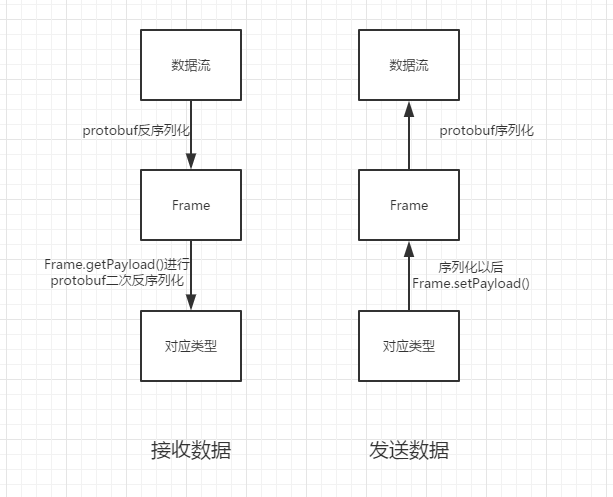 数据流
protobuf反序列化
Frame
Frame.getPayload()进行
protobuf二次反序列化
对应类型
接收数据
数据流
protobuf序列化
Frame
序列化以后
Frame.setPayload()
对应类型
发送数据